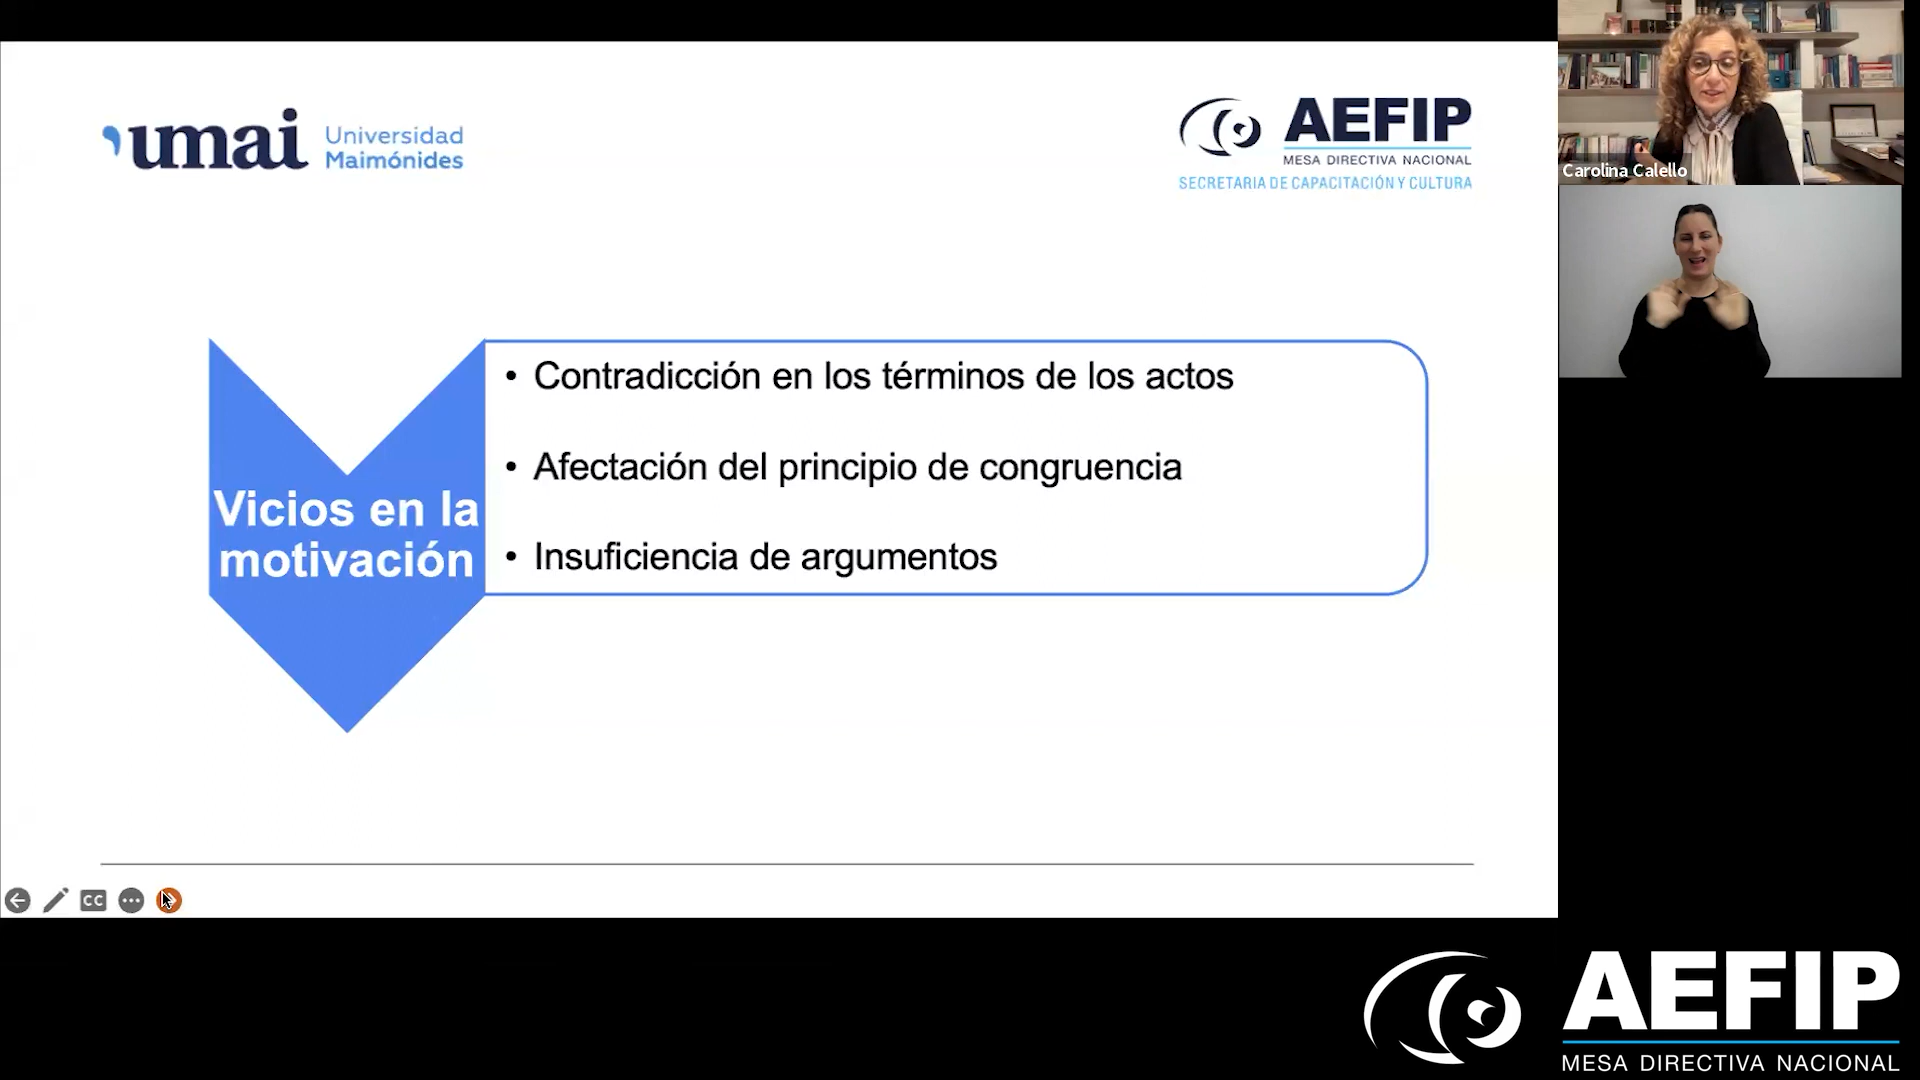 umai Universidad
Maimónides
AEFIP
MESA DIRECTIVA NACIONAL
SECRETARIA DE CAPACITACIÓN Y CULTURA
Vicios en la
motivación
• Contradicción en los términos de los actos
• Afectación del principio de congruencia
• Insuficiencia de argumentos
CC
Carolina Calello
AEFIP
MESA DIRECTIVA NACIONAL